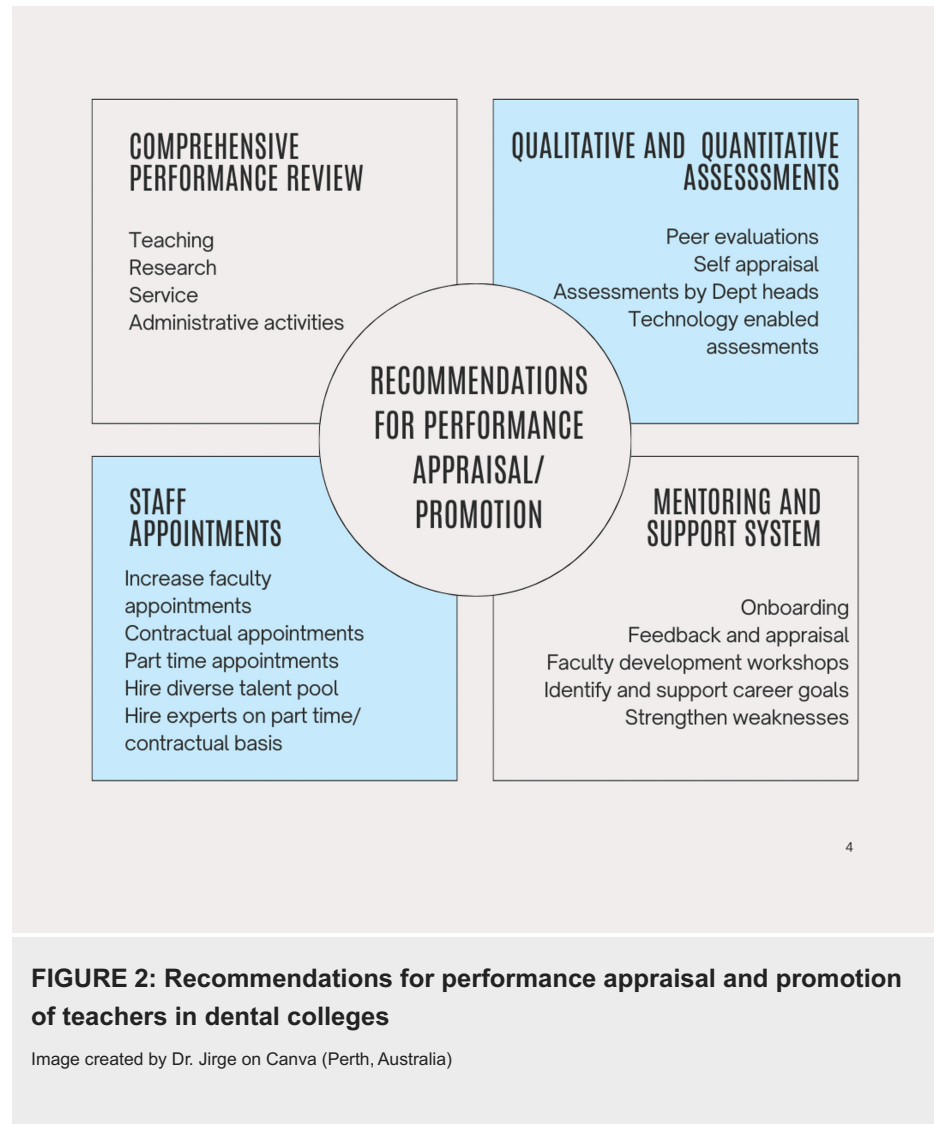 COMPREHENSIVE
PERFORMANCE REVIEW
Teaching
Research
Service
Administrative activities
QUALITATIVE AND QUANTITATIVE
ASSESSSMENTS
Peer evaluations
Self appraisal
Assessments by Dept heads
Technology enabled
assesments
RECOMMENDATIONS
FOR PERFORMANCE
APPRAISAL/
PROMOTION
STAFF
APPOINTMENTS
Increase faculty
appointments
Contractual appointments
Part time appointments
Hire diverse talent pool
Hire experts on part time/
contractual basis
MENTORING AND
SUPPORT SYSTEM
Onboarding
Feedback and appraisal
Faculty development workshops
Identify and support career goals
Strengthen weaknesses
4
FIGURE 2: Recommendations for performance appraisal and promotion
of teachers in dental colleges
Image created by Dr. Jirge on Canva (Perth, Australia)